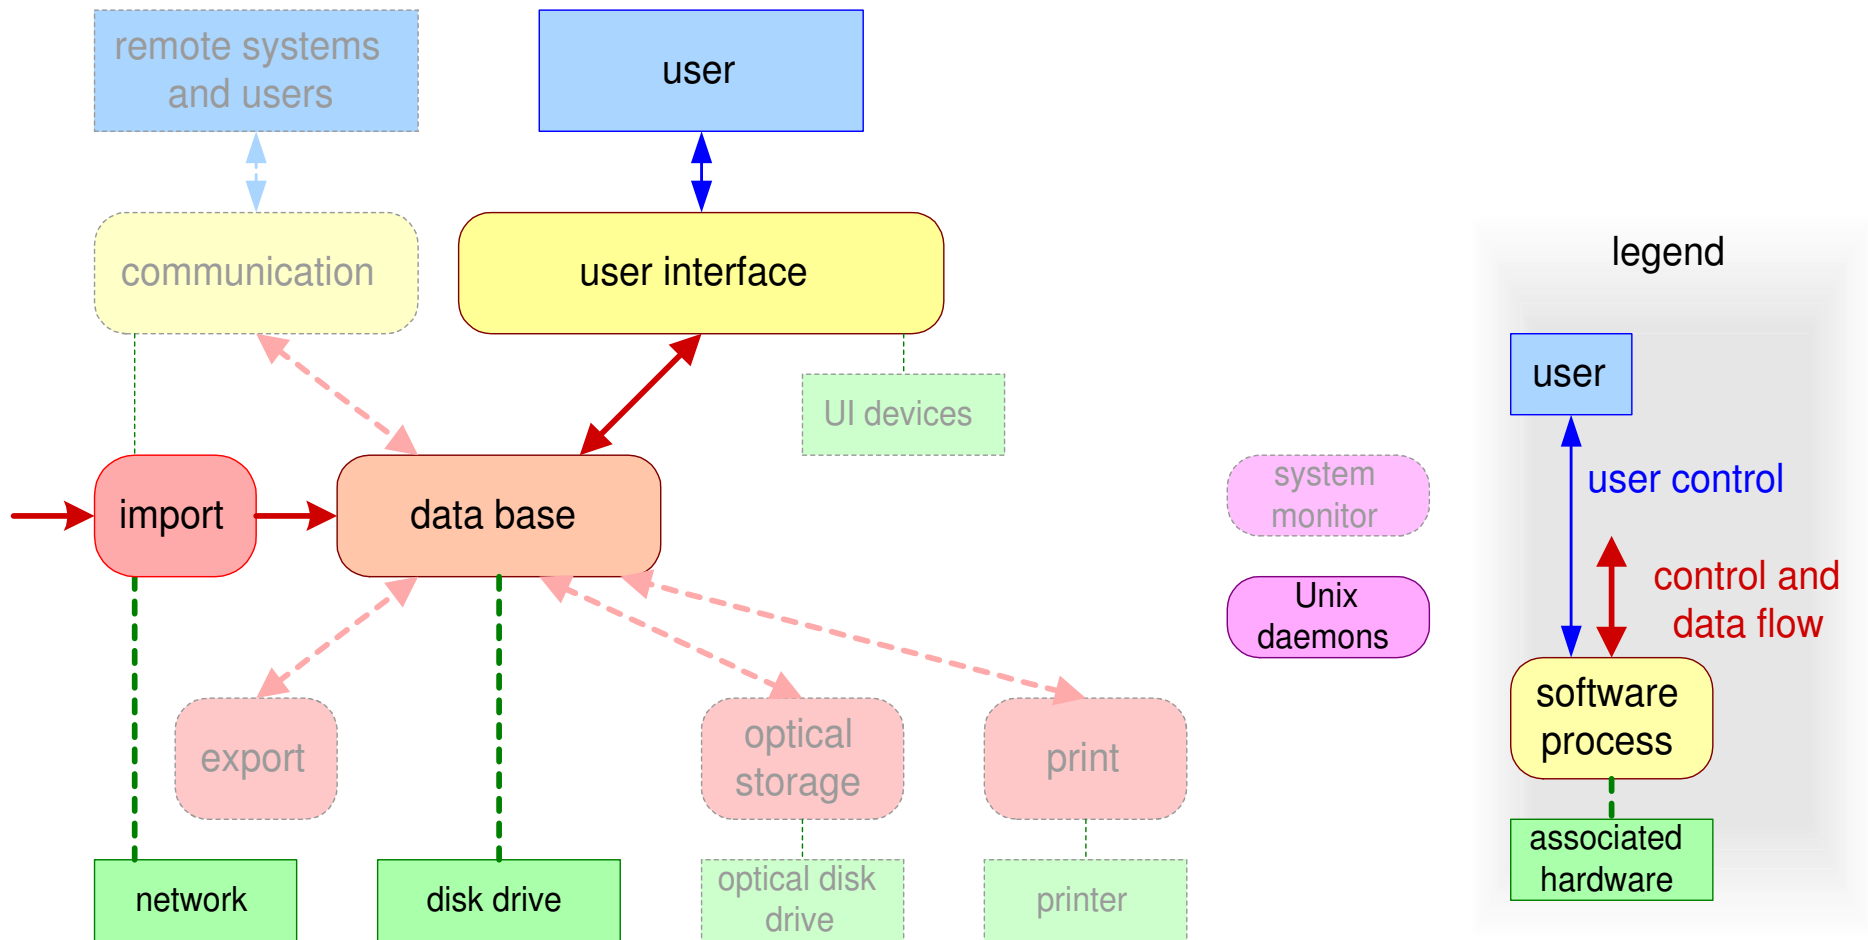 remote systems
and users
user
communication
user interface
legend
user
UI devices
import
data base
system
monitor
user control
Unix
daemons
control and
data flow
export
optical
storage
print
software
process
network
disk drive
optical disk
drive
printer
associated
hardware